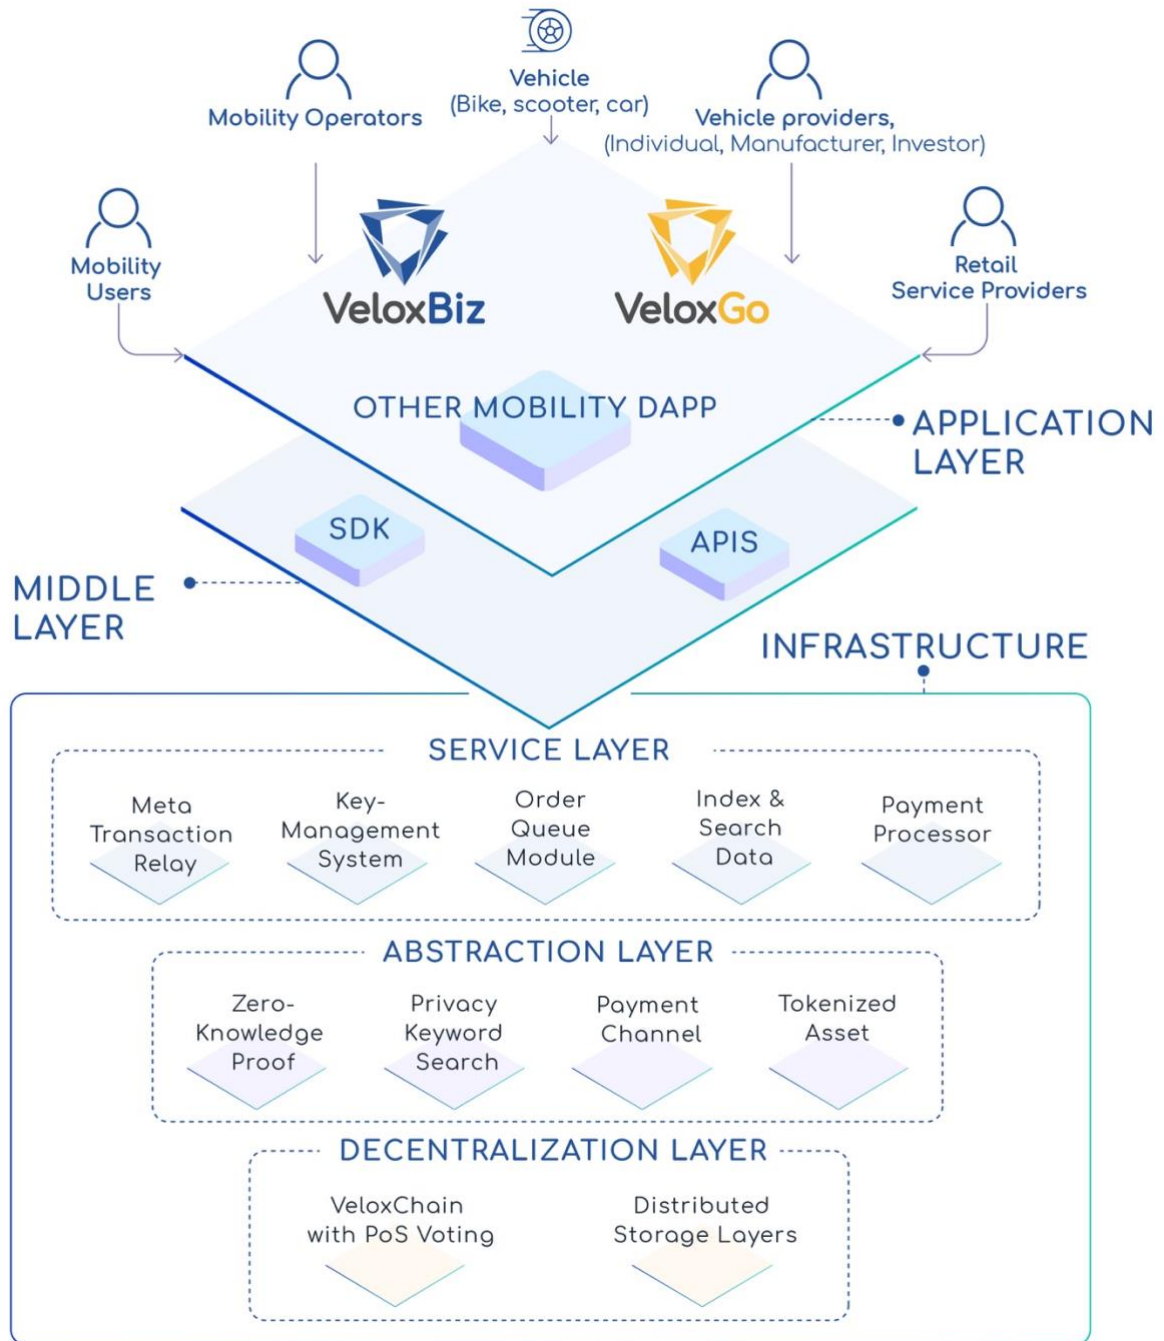 Vehicle
(Bike, scooter, car)
Mobility Operators
Vehicle providers,
(Individual, Manufacturer, Investor)
Mobility
Users
Retail
Service Providers
VeloxBiz
VeloxGo
OTHER MOBILITY DAPP
APPLICATION
LAYER
SDK
APIS
MIDDLE
LAYER
INFRASTRUCTURE
SERVICE LAYER
Meta
Transaction
Relay
Key-
Management
System
Order
Queue
Module
Index &
Search
Data
Payment
Processor
ABSTRACTION LAYER
Zero-
Knowledge
Proof
Privacy
Keyword
Search
Payment
Channel
Tokenized
Asset
DECENTRALIZATION LAYER
VeloxChain
with PoS Voting
Distributed
Storage Layers